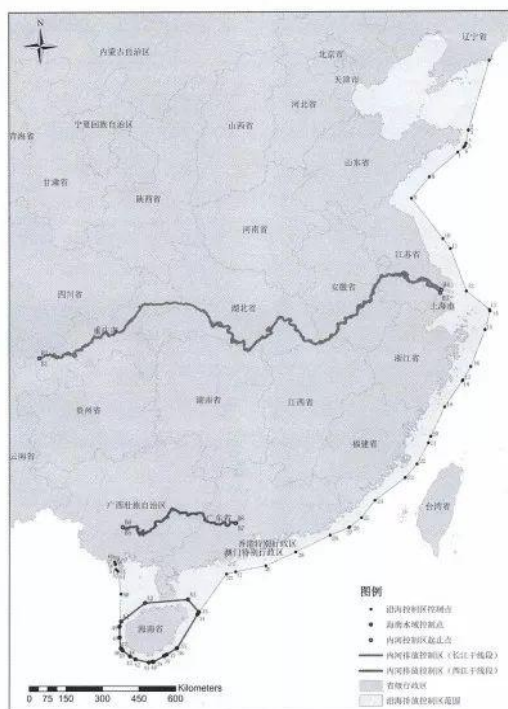 N
辽宁省
内蒙古自治区
北京市
天津市
河北省
宁夏回族自治区
山西省
青海省
山东省
甘肃省
陕西省
河南省
江苏省
安徽省
四川省
湖北省
上海市
重庆市
浙江省
贵州省
湖南省
江西省
云南省
福建省
台湾省
广西壮族自治区
广东省
香港特别行政区
澳门特别行政区
海南省
图例
沿海控制区控制点
海南水域控制点
内河控制区起止点
内河排放控制区（长江干线段）
内河排放控制区（西江干线段）
省级行政区
沿海排放控制区范围
0 75 150 300 450 600 Kilometers